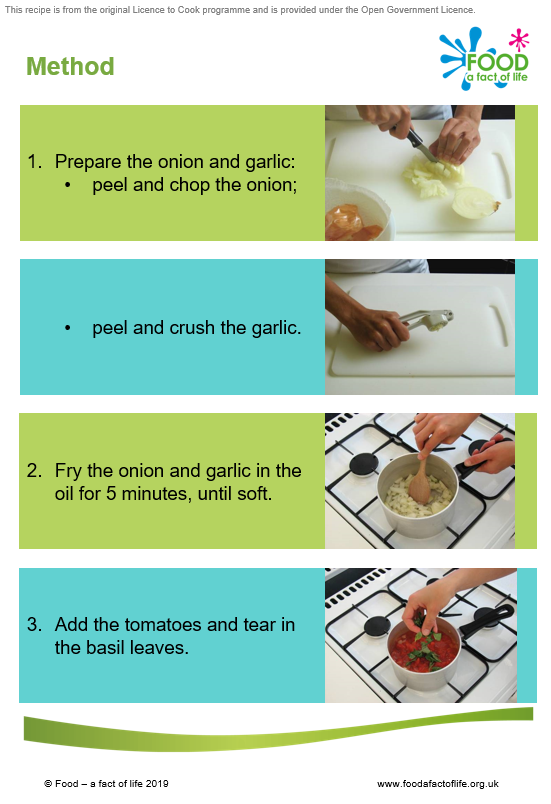 This recipe is from the original Licence to Cook programme and is provided under the Open Government Licence.
FOOD
a fact of life
Method
1. Prepare the onion and garlic:
• peel and chop the onion;
• peel and crush the garlic.
2. Fry the onion and garlic in the
oil for 5 minutes, until soft.
3. Add the tomatoes and tear in
the basil leaves.
© Food – a fact of life 2019
www.foodafactoflife.org.uk